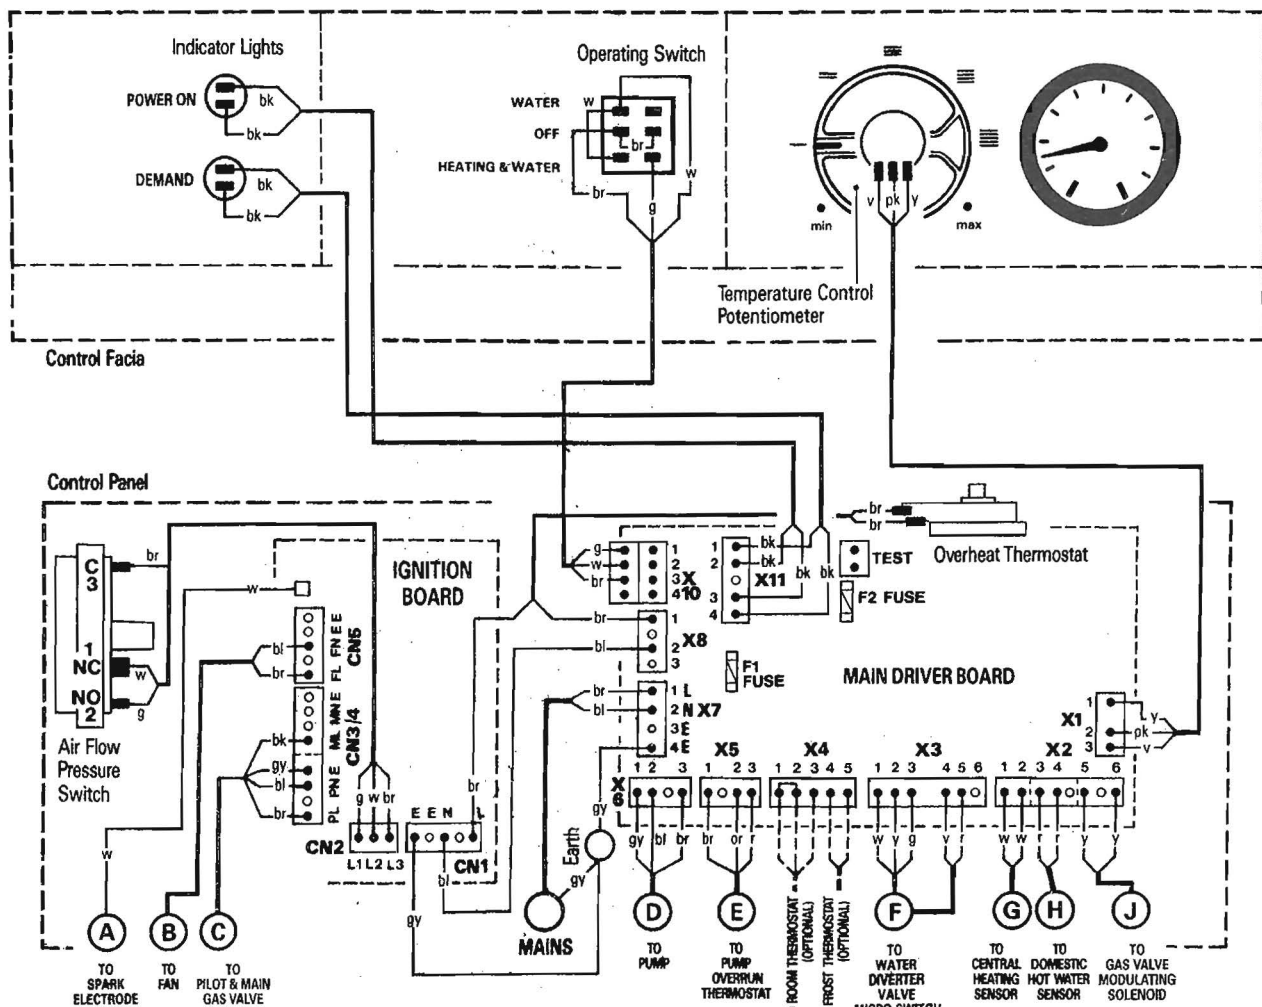 Indicator Lights
POWER ON
bk
bk
DEMAND
bk
bk
Operating Switch
WATER
w
OFF
br
HEATING & WATER
w
br
g
min
max
v pk y
Temperature Control
Potentiometer
Control Facia
Control Panel
C
3
1
NC
NO
2
br
w
g
Air Flow
Pressure
Switch
w
IGNITION
BOARD
bl
br
FL FN E E
CN5
bk
gy
bl
br
PL PN E ML MN E
CN3/4
g w br
CN2
L1 L2 L3
E E N L
CN1
br
bl
gy
g
w
br
1
2
3
4
X
10
br
bl
1
2
3
X8
br
bl
1 L
2 N X7
3 E
4 E
gy
Earth
gy
MAINS
1
2
3
4
X11
bk
bk
bk
bk
TEST
F2 FUSE
F1
FUSE
br
br
Overheat Thermostat
MAIN DRIVER BOARD
X1
1
2
3
y
pk
v
X
6
1 2 3
gy bl br
X5
1 2 3
br or r
X4
1 2 3 4 5
X3
1 2 3 4 5 6
w y g v r
X2
1 2 3 4 5 6
w w r r y y
A
TO
SPARK
ELECTRODE
w
B
TO
FAN
C
TO
PILOT & MAIN
GAS VALVE
D
TO
PUMP
E
TO
PUMP
OVERRUN
THERMOSTAT
ROOM THERMOSTAT
(OPTIONAL)
FROST THERMOSTAT
(OPTIONAL)
F
TO
WATER
DIVERTER
VALVE
MICRO SWITCH
G
TO
CENTRAL
HEATING
SENSOR
H
TO
DOMESTIC
HOT WATER
SENSOR
J
TO
GAS VALVE
MODULATING
SOLENOID